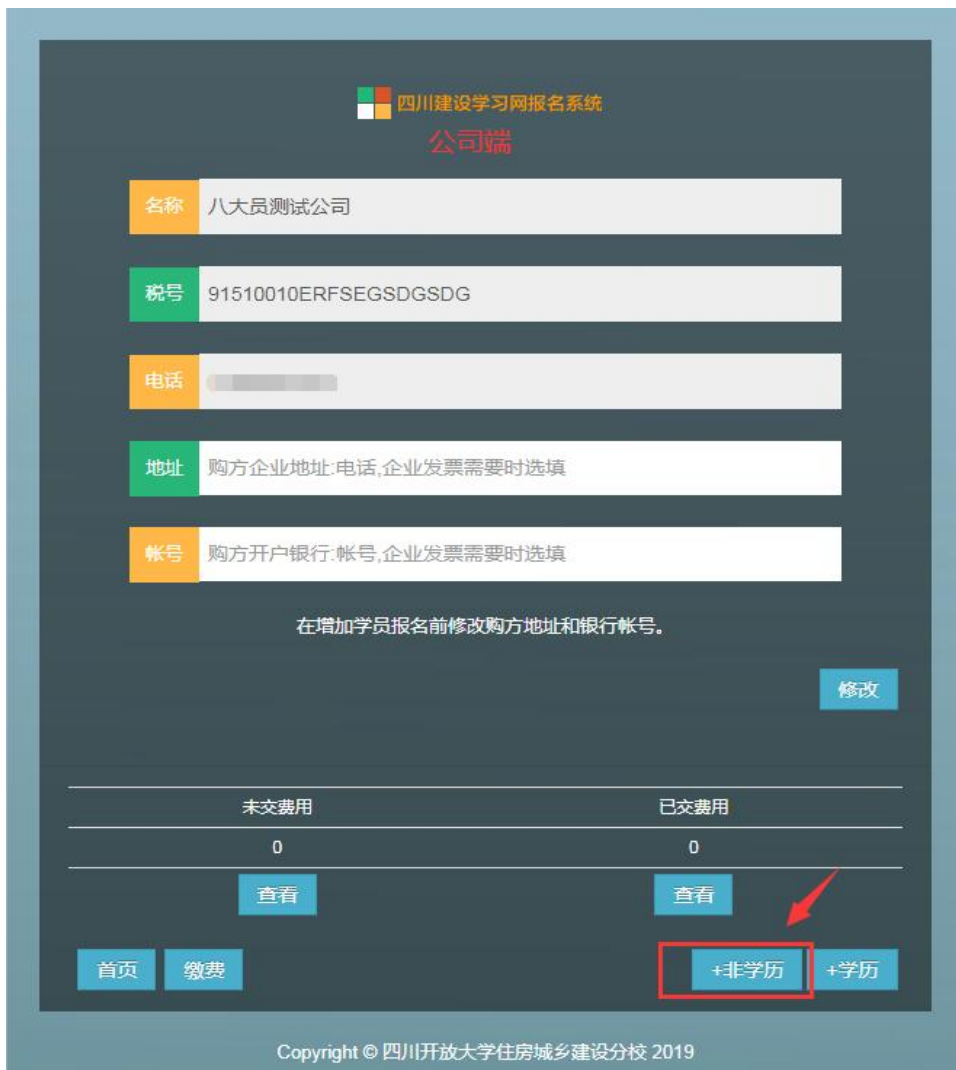 四川建设学习网报名系统
公司端
名称 八大员测试公司
税号 91510010ERFSEGSDGSDG
电话
地址 购方企业地址:电话,企业发票需要时选填
帐号 购方开户银行:帐号,企业发票需要时选填
在增加学员报名前修改购方地址和银行帐号。
修改
未交费用 已交费用
0 0
查看 查看
首页 缴费 +非学历 +学历
Copyright © 四川开放大学住房城乡建设分校 2019